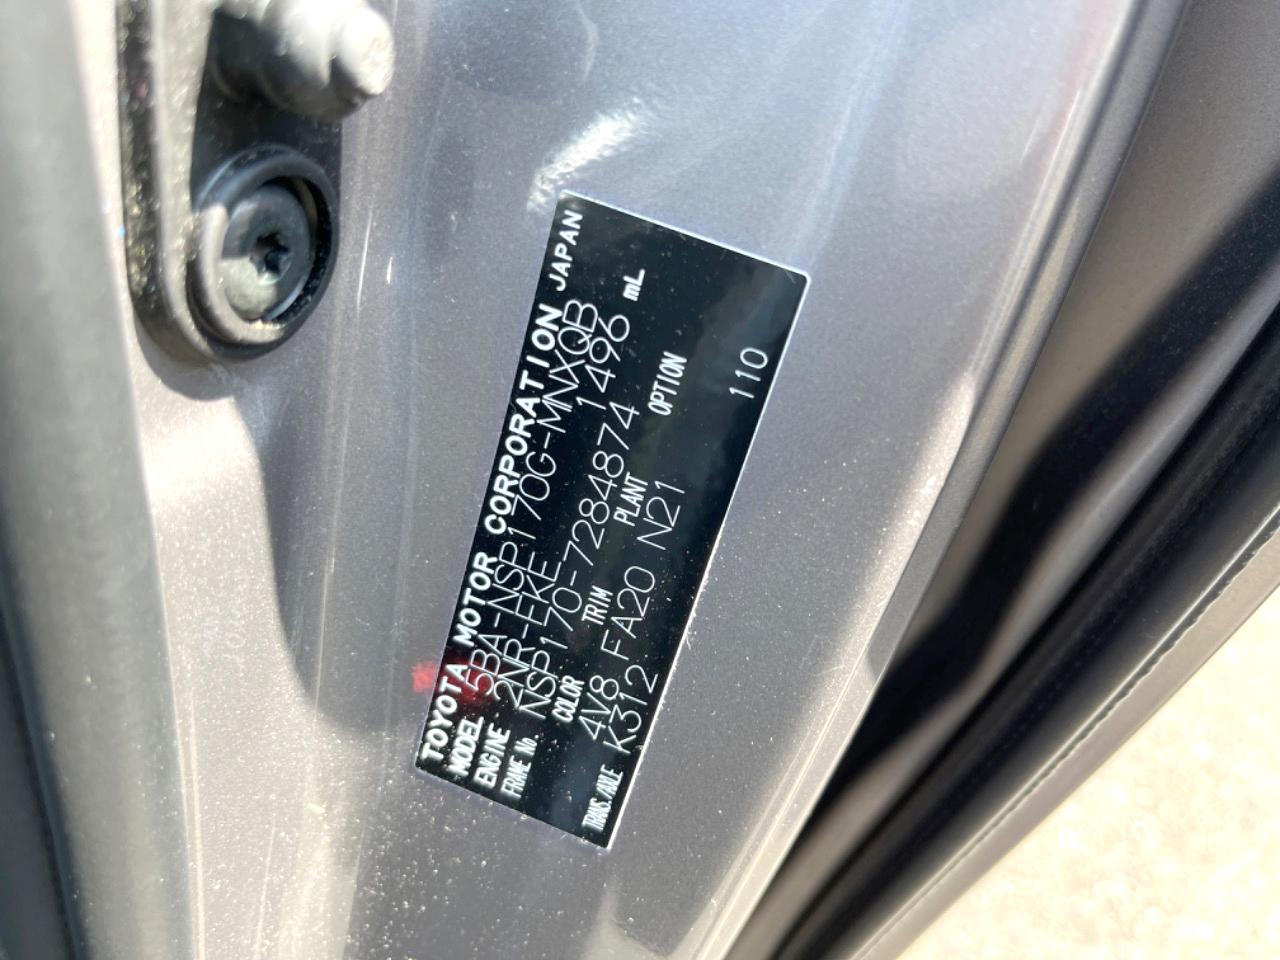 TOYOTA MOTOR CORPORATION JAPAN
MODEL 5BA-NSP170G-MNXQB
ENGINE 2NR-FKE 1496 mL
FRAME No. NSP170-7284874
COLOR TRIM PLANT OPTION
4V8 FA20 N21 110
TRANS./AXLE K312